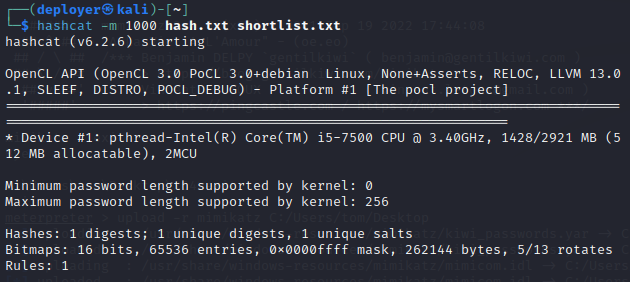 ┌──(deployer㉿kali)-[~]
└─$ hashcat -m 1000 hash.txt shortlist.txt
hashcat (v6.2.6) starting
OpenCL API (OpenCL 3.0 PoCL 3.0+debian  Linux, None+Asserts, RELOC, LLVM 13.0
.1, SLEEF, DISTRO, POCL_DEBUG) - Platform #1 [The pocl project]
* Device #1: pthread-Intel(R) Core(TM) i5-7500 CPU @ 3.40GHz, 1428/2921 MB (5
12 MB allocatable), 2MCU
Minimum password length supported by kernel: 0
Maximum password length supported by kernel: 256
Hashes: 1 digests; 1 unique digests, 1 unique salts
Bitmaps: 16 bits, 65536 entries, 0x0000ffff mask, 262144 bytes, 5/13 rotates
Rules: 1